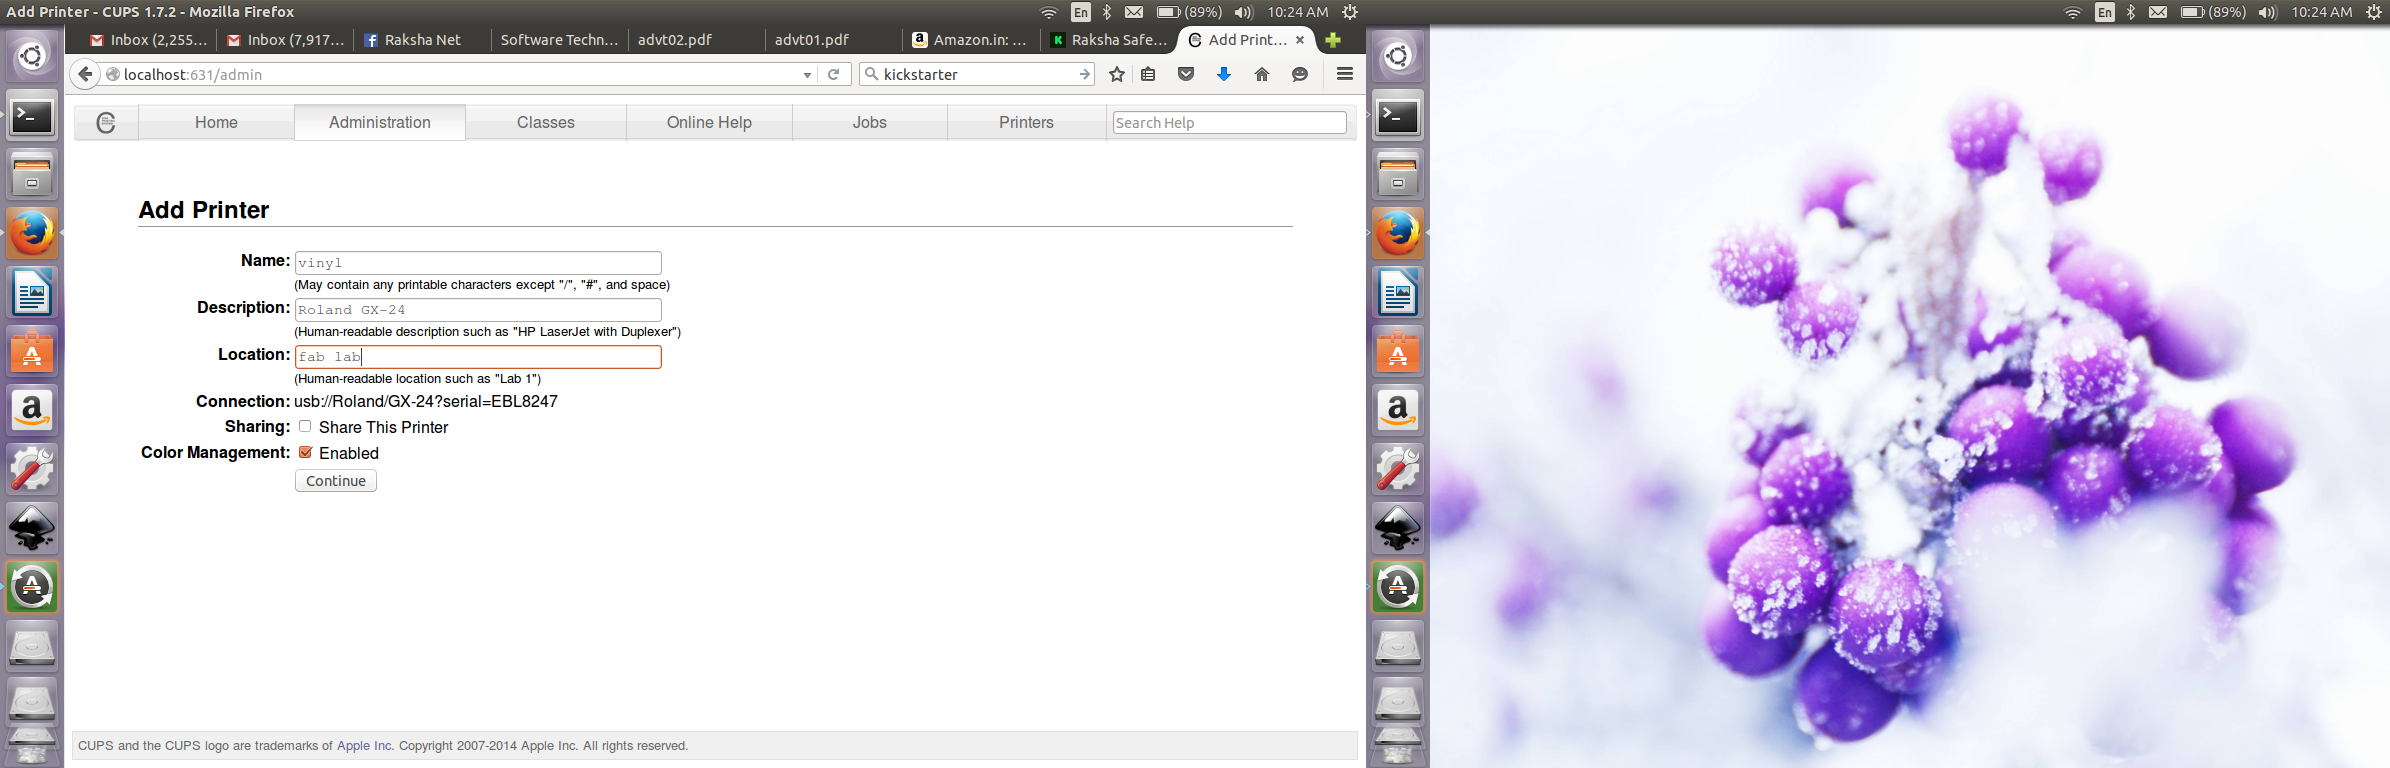 Add Printer - CUPS 1.7.2 - Mozilla Firefox
En (89%) 10:24 AM
En (89%) 10:24 AM
Inbox (2,255... Inbox (7,917... Raksha Net Software Techn... advt02.pdf advt01.pdf Amazon.in: ... Raksha Safe... Add Print...
localhost:631/admin kickstarter
Home Administration Classes Online Help Jobs Printers Search Help
Add Printer
Name: vinyl
(May contain any printable characters except "/", "#", and space)
Description: Roland GX-24
(Human-readable description such as "HP LaserJet with Duplexer")
Location: fab lab
(Human-readable location such as "Lab 1")
Connection: usb://Roland/GX-24?serial=EBL8247
Sharing: Share This Printer
Color Management: Enabled
Continue
CUPS and the CUPS logo are trademarks of Apple Inc. Copyright 2007-2014 Apple Inc. All rights reserved.